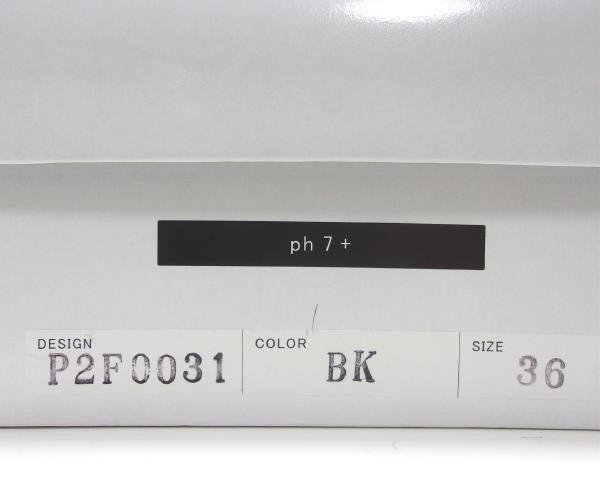 ph 7 +
DESIGN COLOR SIZE
P2F0031 BK 36